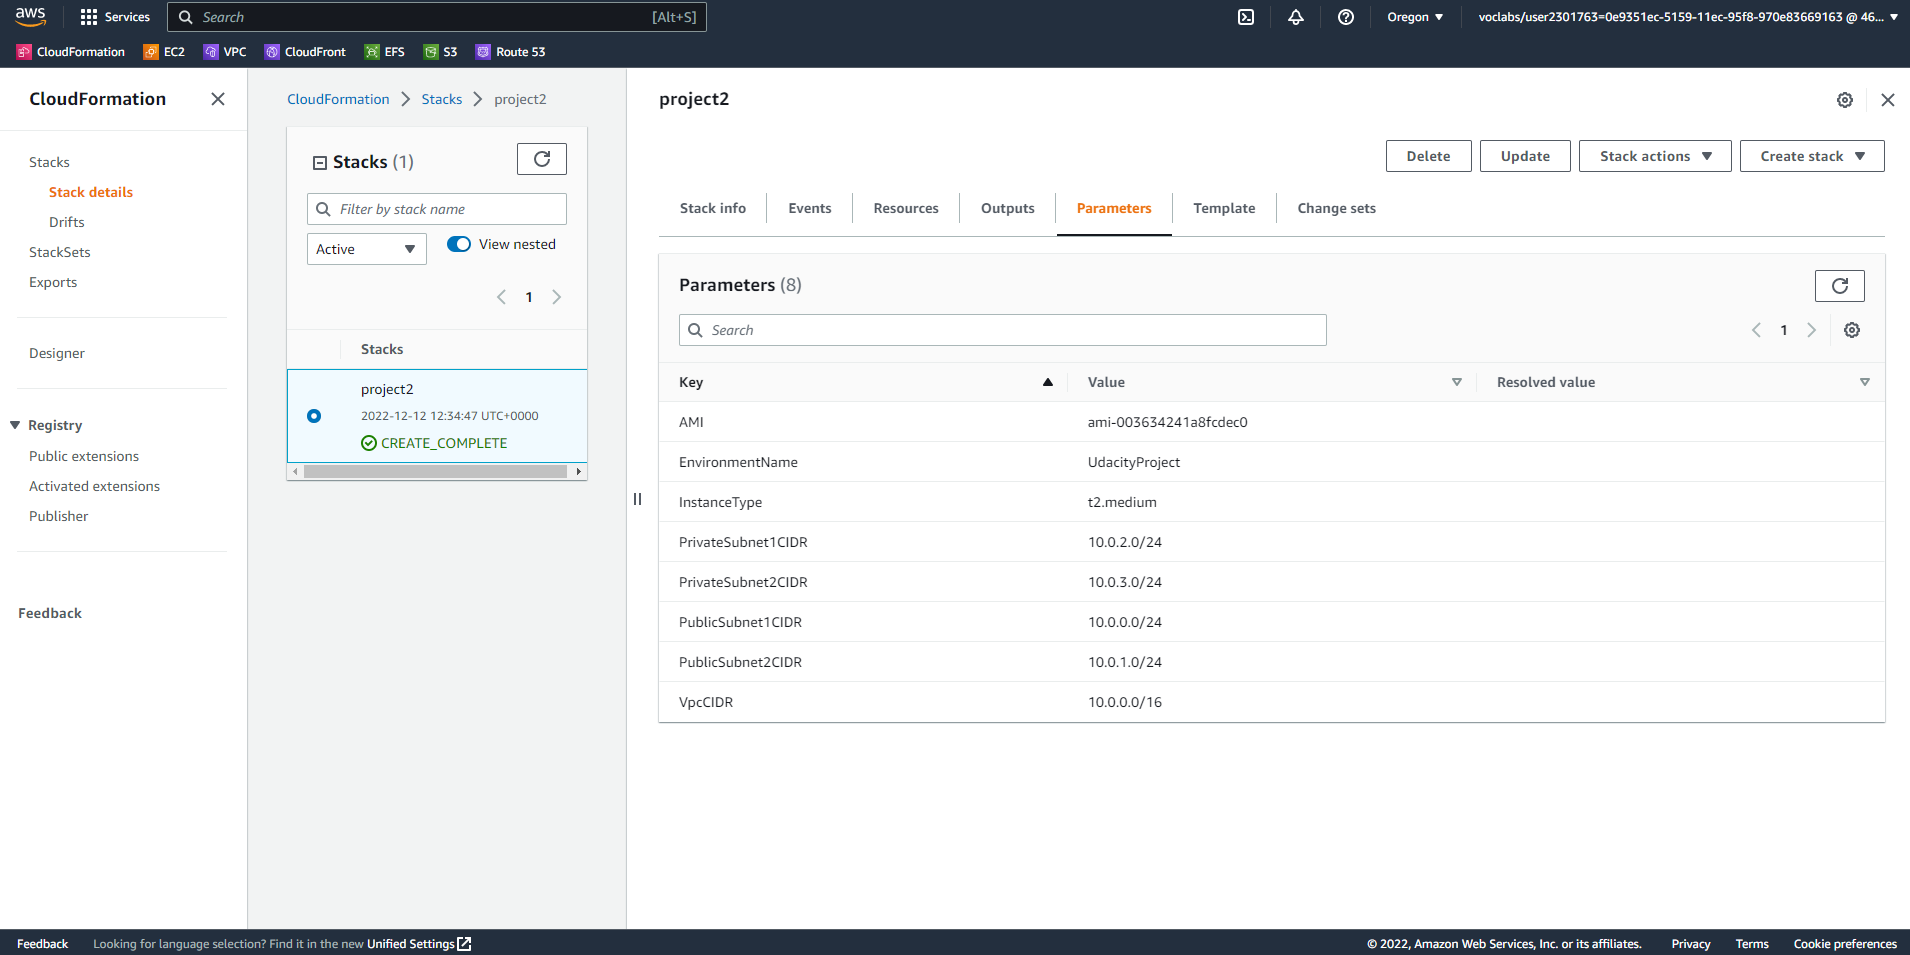 aws
Services
Search
[Alt+S]
Oregon
voclabs/user2301763=0e9351ec-5159-11ec-95f8-970e83669163 @ 46...
CloudFormation
EC2
VPC
CloudFront
EFS
S3
Route 53
CloudFormation
Stacks
Stack details
Drifts
StackSets
Exports
Designer
Registry
Public extensions
Activated extensions
Publisher
Feedback
CloudFormation
Stacks
project2
Stacks (1)
Filter by stack name
Active
View nested
1
Stacks
project2
2022-12-12 12:34:47 UTC+0000
CREATE_COMPLETE
project2
Delete
Update
Stack actions
Create stack
Stack info
Events
Resources
Outputs
Parameters
Template
Change sets
Parameters (8)
Search
1
Key
Value
Resolved value
AMI
ami-003634241a8fcdec0
EnvironmentName
UdacityProject
InstanceType
t2.medium
PrivateSubnet1CIDR
10.0.2.0/24
PrivateSubnet2CIDR
10.0.3.0/24
PublicSubnet1CIDR
10.0.0.0/24
PublicSubnet2CIDR
10.0.1.0/24
VpcCIDR
10.0.0.0/16
Feedback
Looking for language selection? Find it in the new Unified Settings
© 2022, Amazon Web Services, Inc. or its affiliates.
Privacy
Terms
Cookie preferences